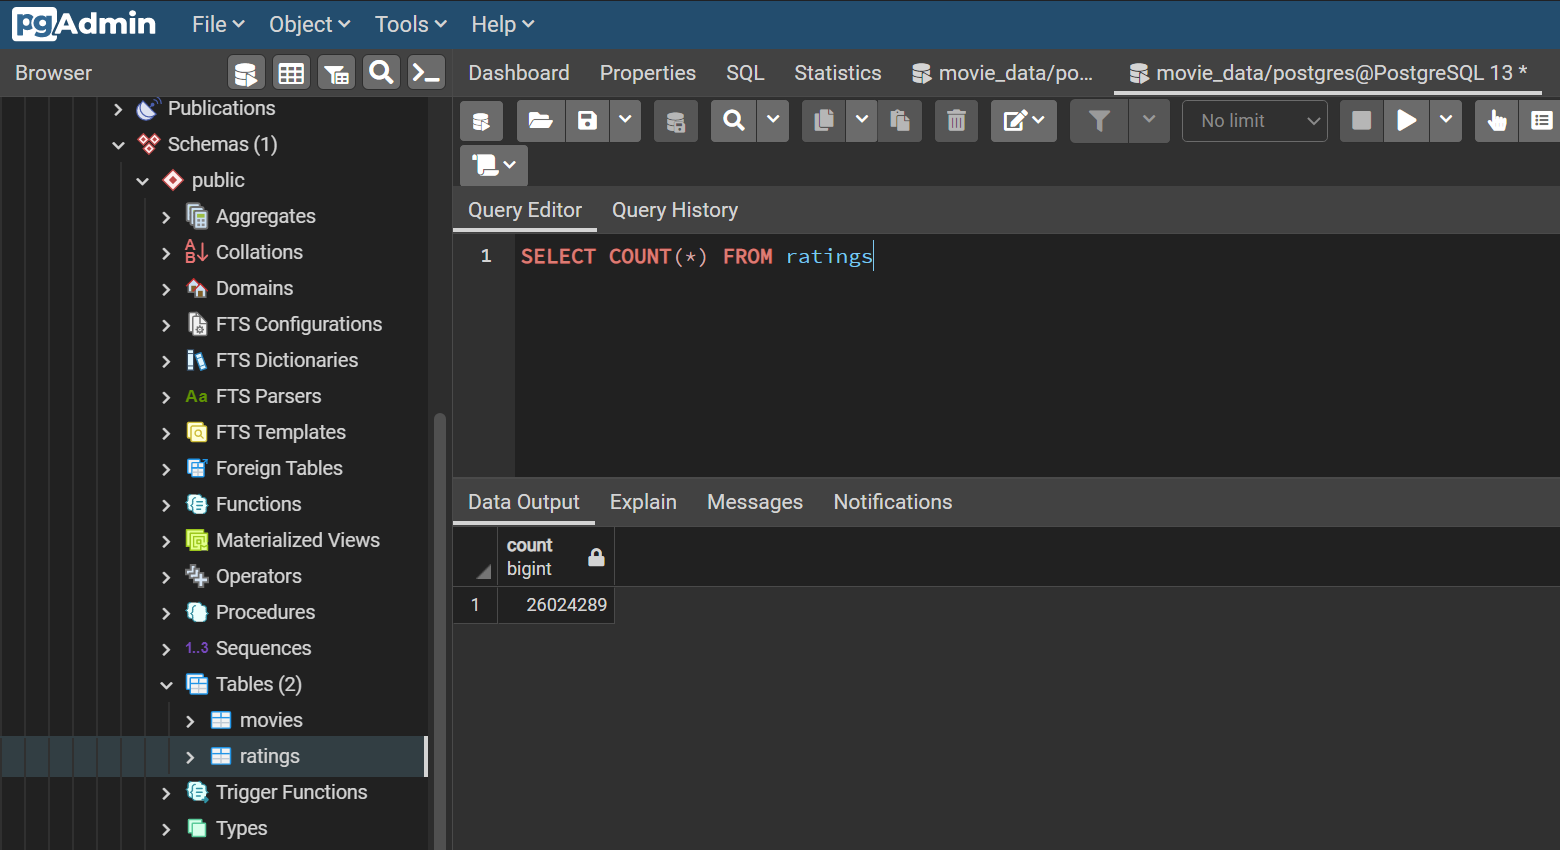 pgAdmin File Object Tools Help
Browser
Dashboard Properties SQL Statistics movie_data/po... movie_data/postgres@PostgreSQL 13 *
No limit
Publications
Schemas (1)
public
Aggregates
Collations
Domains
FTS Configurations
FTS Dictionaries
Aa FTS Parsers
FTS Templates
Foreign Tables
Functions
Materialized Views
Operators
Procedures
1..3 Sequences
Tables (2)
movies
ratings
Trigger Functions
Types
Query Editor Query History
1 SELECT COUNT(*) FROM ratings
Data Output Explain Messages Notifications
count
bigint
1 26024289